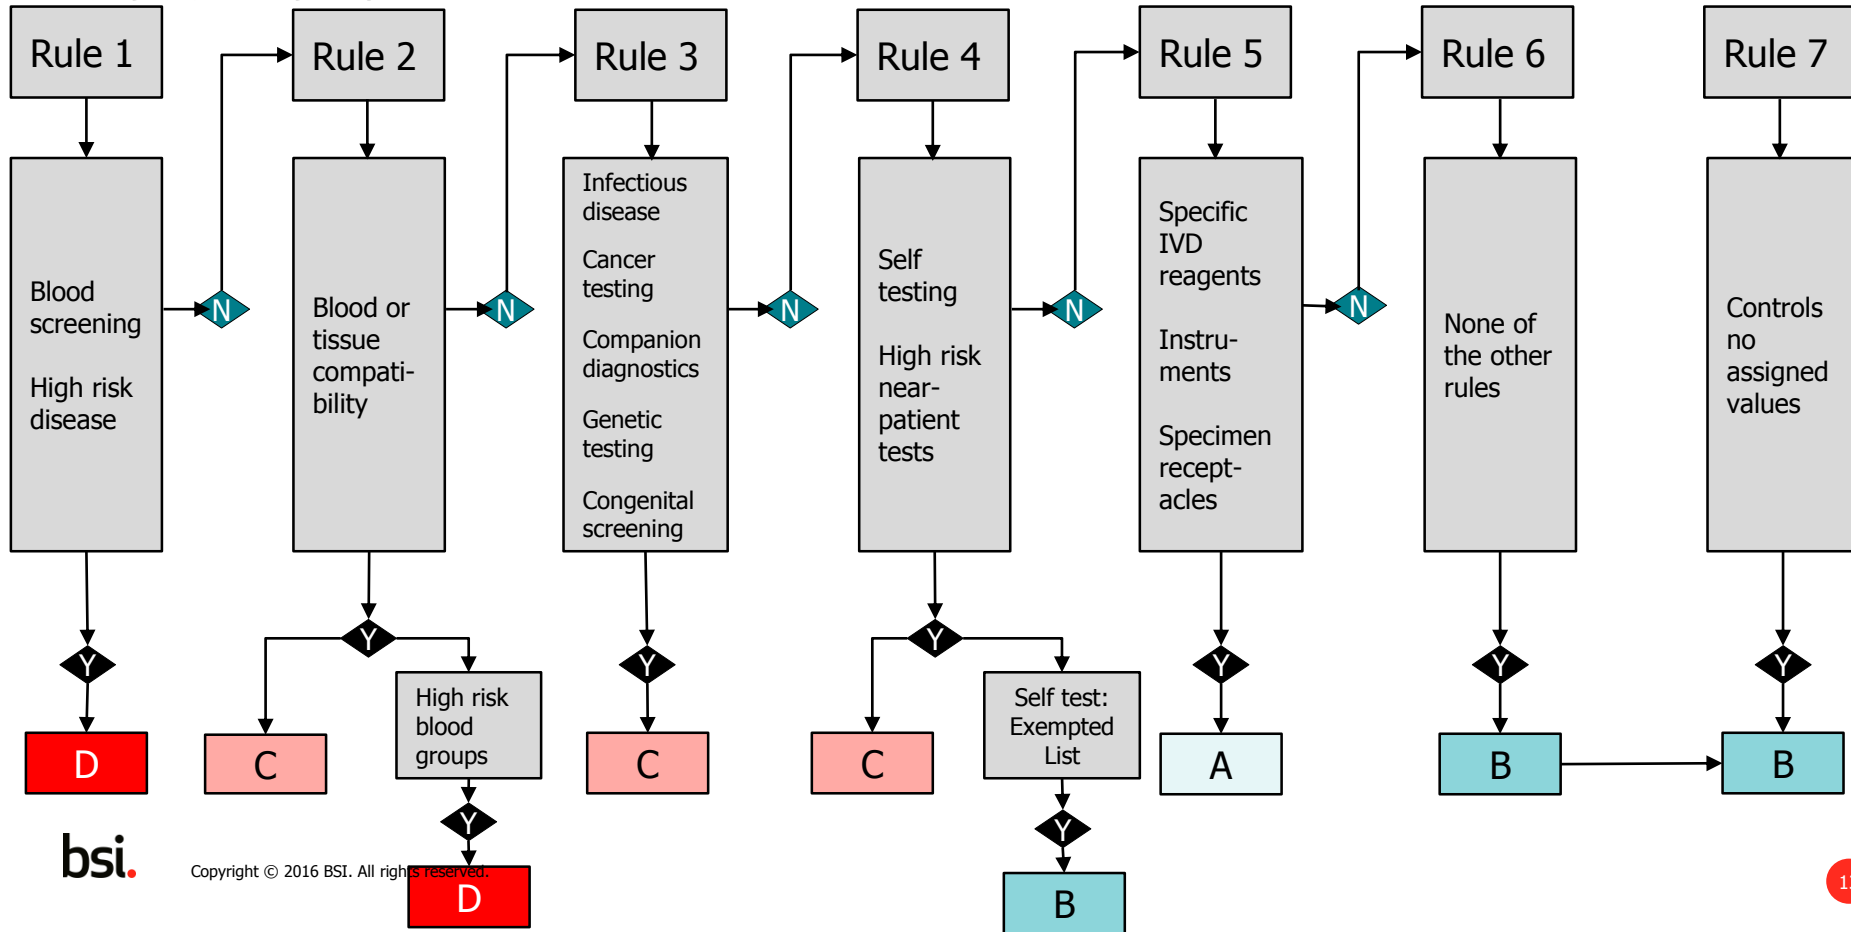 Rule 1
Rule 2
Rule 3
Rule 4
Rule 5
Rule 6
Rule 7
Blood
screening
High risk
disease
N
Blood or
tissue
compati-
bility
N
Infectious
disease
Cancer
testing
Companion
diagnostics
Genetic
testing
Congenital
screening
N
Self
testing
High risk
near-
patient
tests
N
Specific
IVD
reagents
Instru-
ments
Specimen
recept-
acles
N
None of
the other
rules
Controls
no
assigned
values
Y
Y
Y
Y
Y
Y
Y
High risk
blood
groups
Self test:
Exempted
List
D
C
C
C
A
B
B
Y
Y
D
B
bsi.
Copyright © 2016 BSI. All rights reserved.